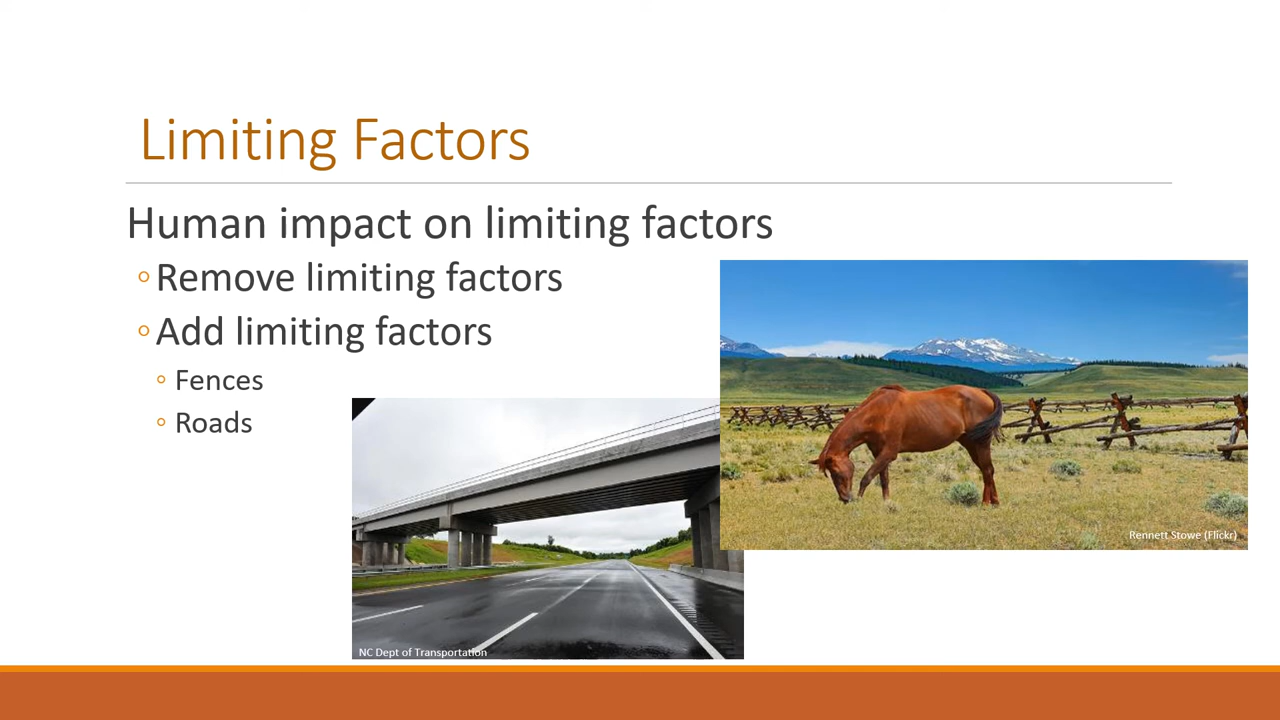 Limiting Factors
Human impact on limiting factors
◦Remove limiting factors
◦Add limiting factors
◦ Fences
◦ Roads
Rennett Stowe (Flickr)
NC Dept of Transportation